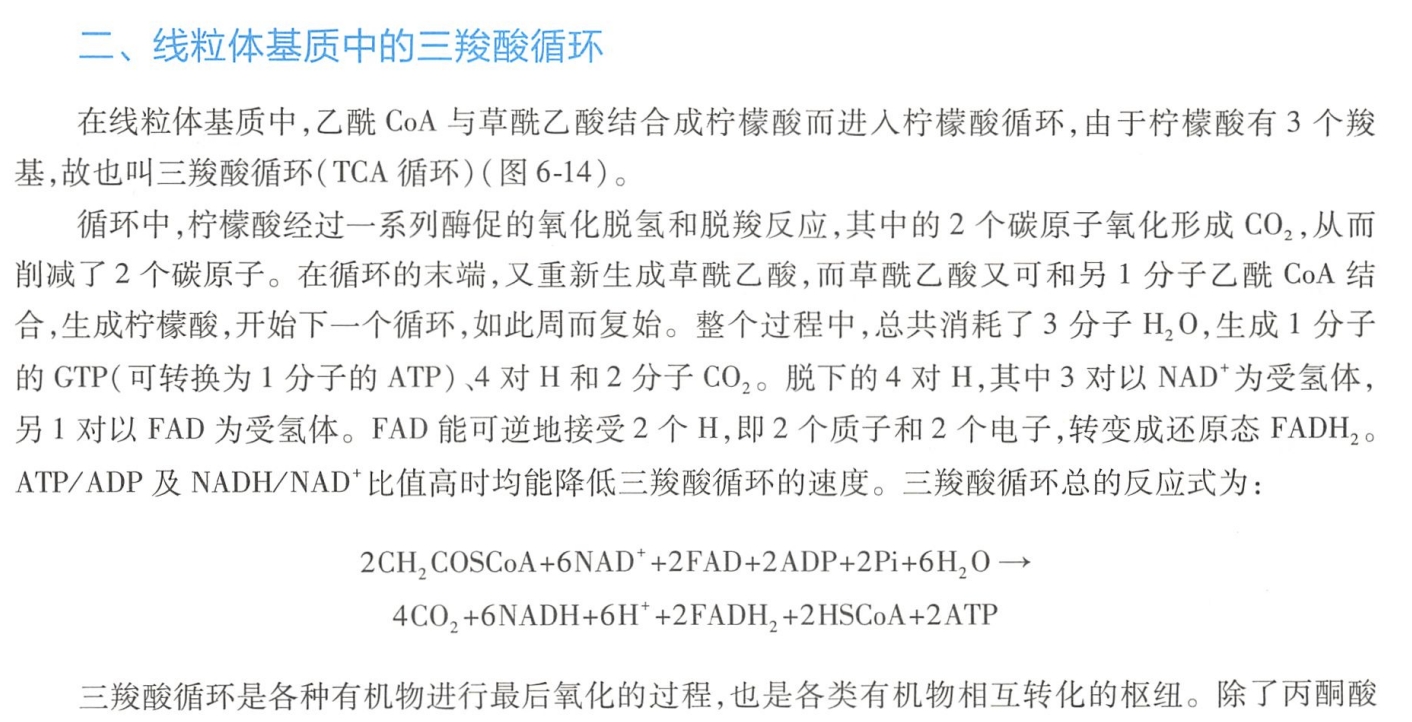 二、线粒体基质中的三羧酸循环
在线粒体基质中,乙酰 CoA 与草酰乙酸结合成柠檬酸而进入柠檬酸循环,由于柠檬酸有 3 个羧
基,故也叫三羧酸循环(TCA 循环)(图 6-14)。
循环中,柠檬酸经过一系列酶促的氧化脱氢和脱羧反应,其中的 2 个碳原子氧化形成 CO₂,从而
削减了 2 个碳原子。在循环的末端,又重新生成草酰乙酸,而草酰乙酸又可和另 1 分子乙酰 CoA 结
合,生成柠檬酸,开始下一个循环,如此周而复始。整个过程中,总共消耗了 3 分子 H₂O,生成 1 分子
的 GTP(可转换为 1 分子的 ATP)、4 对 H 和 2 分子 CO₂。脱下的 4 对 H,其中 3 对以 NAD⁺为受氢体,
另 1 对以 FAD 为受氢体。FAD 能可逆地接受 2 个 H,即 2 个质子和 2 个电子,转变成还原态 FADH₂。
ATP/ADP 及 NADH/NAD⁺比值高时均能降低三羧酸循环的速度。三羧酸循环总的反应式为:
2CH₂COSCoA+6NAD⁺+2FAD+2ADP+2Pi+6H₂O→
4CO₂+6NADH+6H⁺+2FADH₂+2HSCoA+2ATP
三羧酸循环是各种有机物进行最后氧化的过程,也是各类有机物相互转化的枢纽。除了丙酮酸